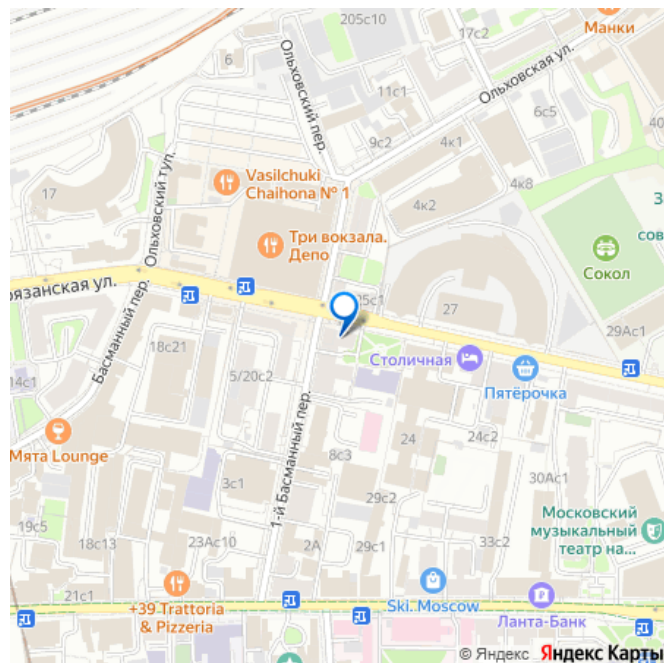 205с10
17с2
Манки
6
Ольховский пер.
11с1
Ольховская ул.
6с5
9с2
4к1
40
Vasilchuki
Chaihona № 1
17
Ольховский туп.
4к8
4к2
З
сов
Три вокзала.
Депо
Сокол
язанская ул.
25с1
27
29Ас1
Басманный пер.
18с21
Столичная
14с1
5/20с2
Пятёрочка
1-й Басманный пер.
Мята Lounge
24
24с2
8с3
3с1
30Ас1
29с2
19с5
Московский
музыкальный
театр на...
18с13
23Ас10
2А
29с1
33с2
21с1
+39 Trattoria
& Pizzeria
Ski. Moscow
Ланта-Банк
© Яндекс Яндекс Карты